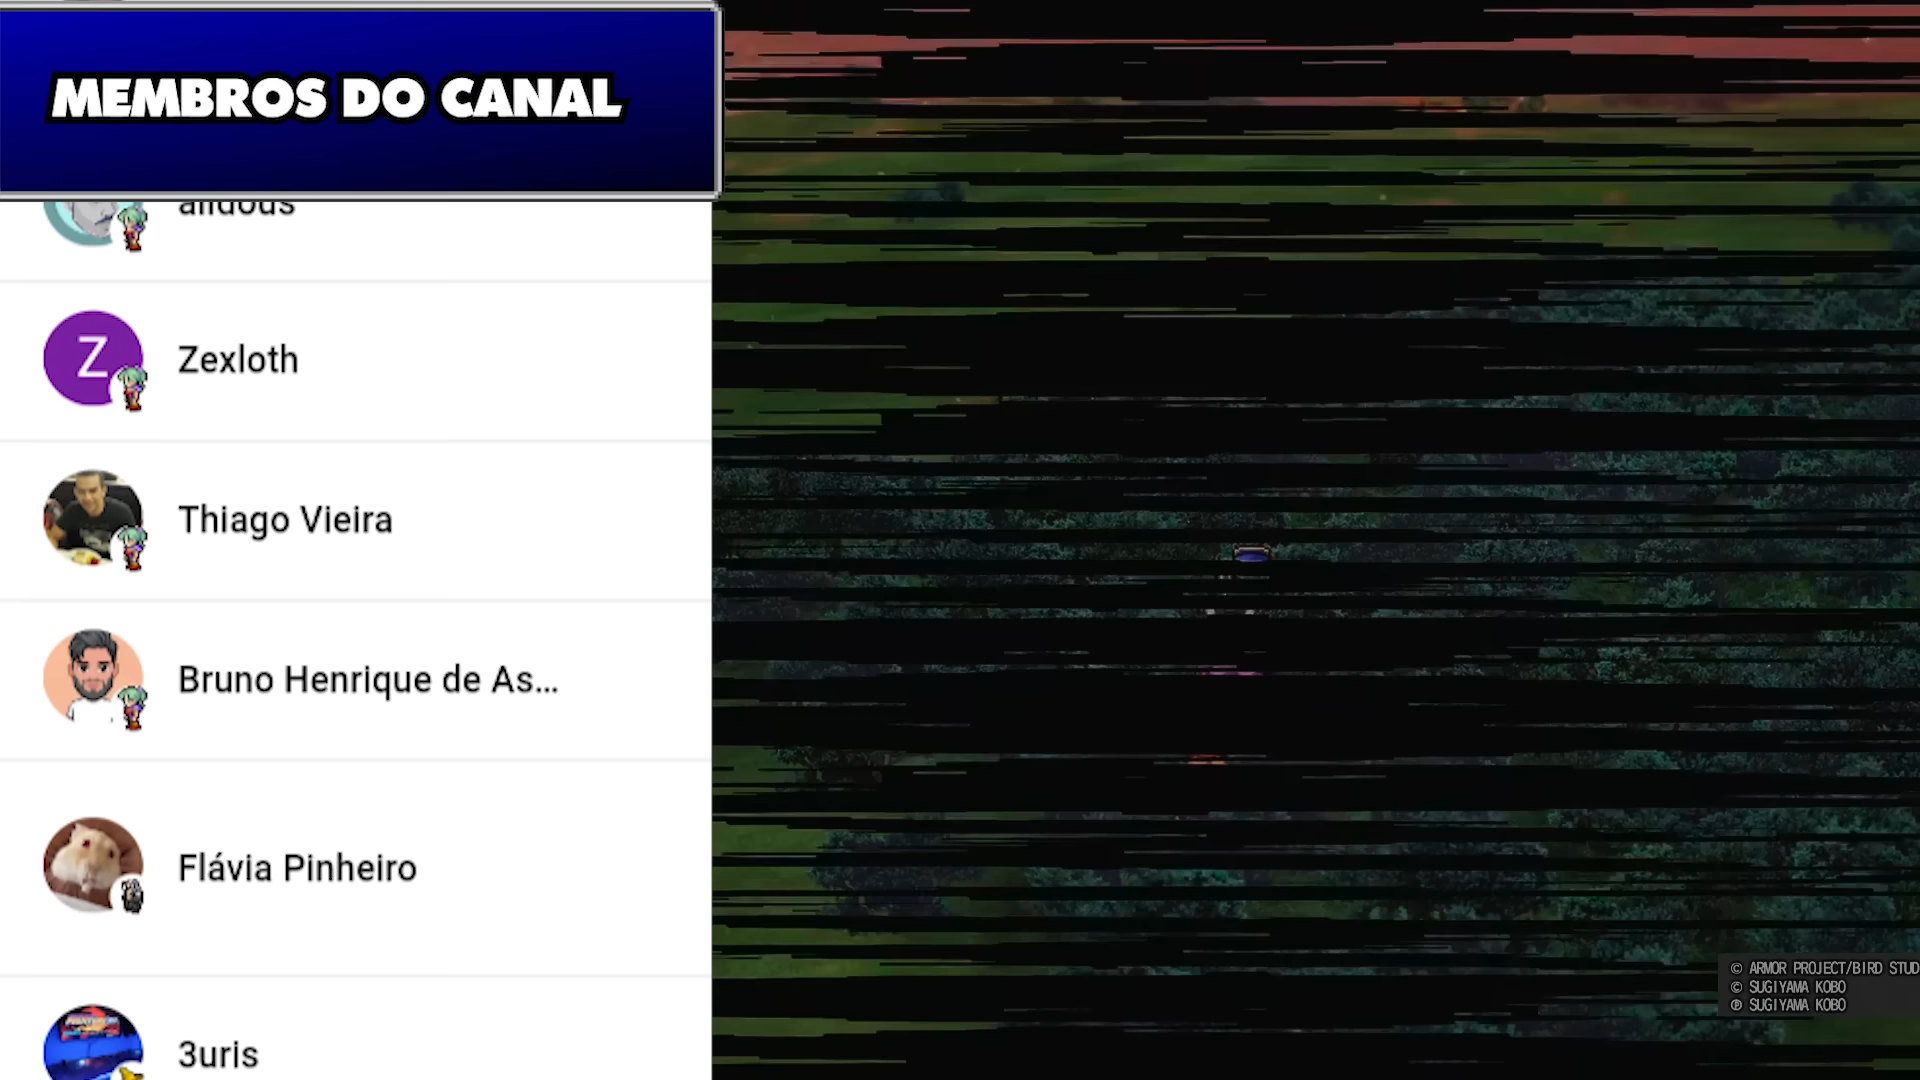 MEMBROS DO CANAL
Z
Zexloth
Thiago Vieira
Bruno Henrique de As...
Flávia Pinheiro
3uris
© ARMOR PROJECT/BIRD STUD
© SUGIYAMA KOBO
℗ SUGIYAMA KOBO